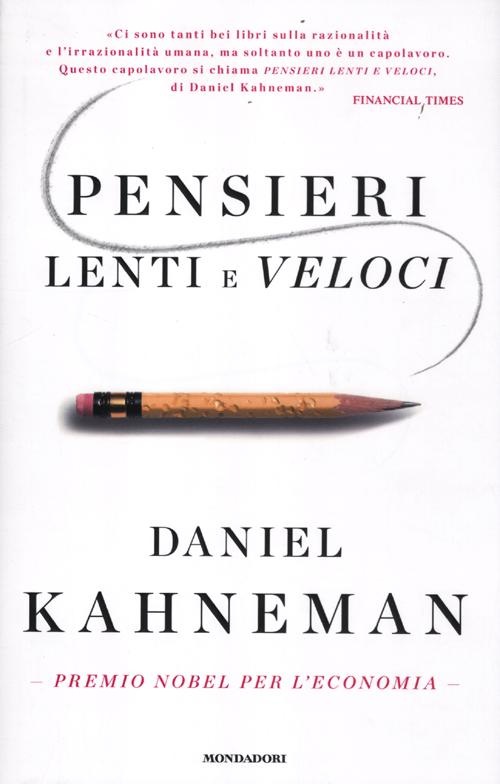 «Ci sono tanti bei libri sulla razionalità
e l'irrazionalità umana, ma soltanto uno è un capolavoro.
Questo capolavoro si chiama PENSIERI LENTI E VELOCI,
di Daniel Kahneman.»
FINANCIAL TIMES
PENSIERI
LENTI E VELOCI
DANIEL
KAHNEMAN
– PREMIO NOBEL PER L'ECONOMIA –
MONDADORI